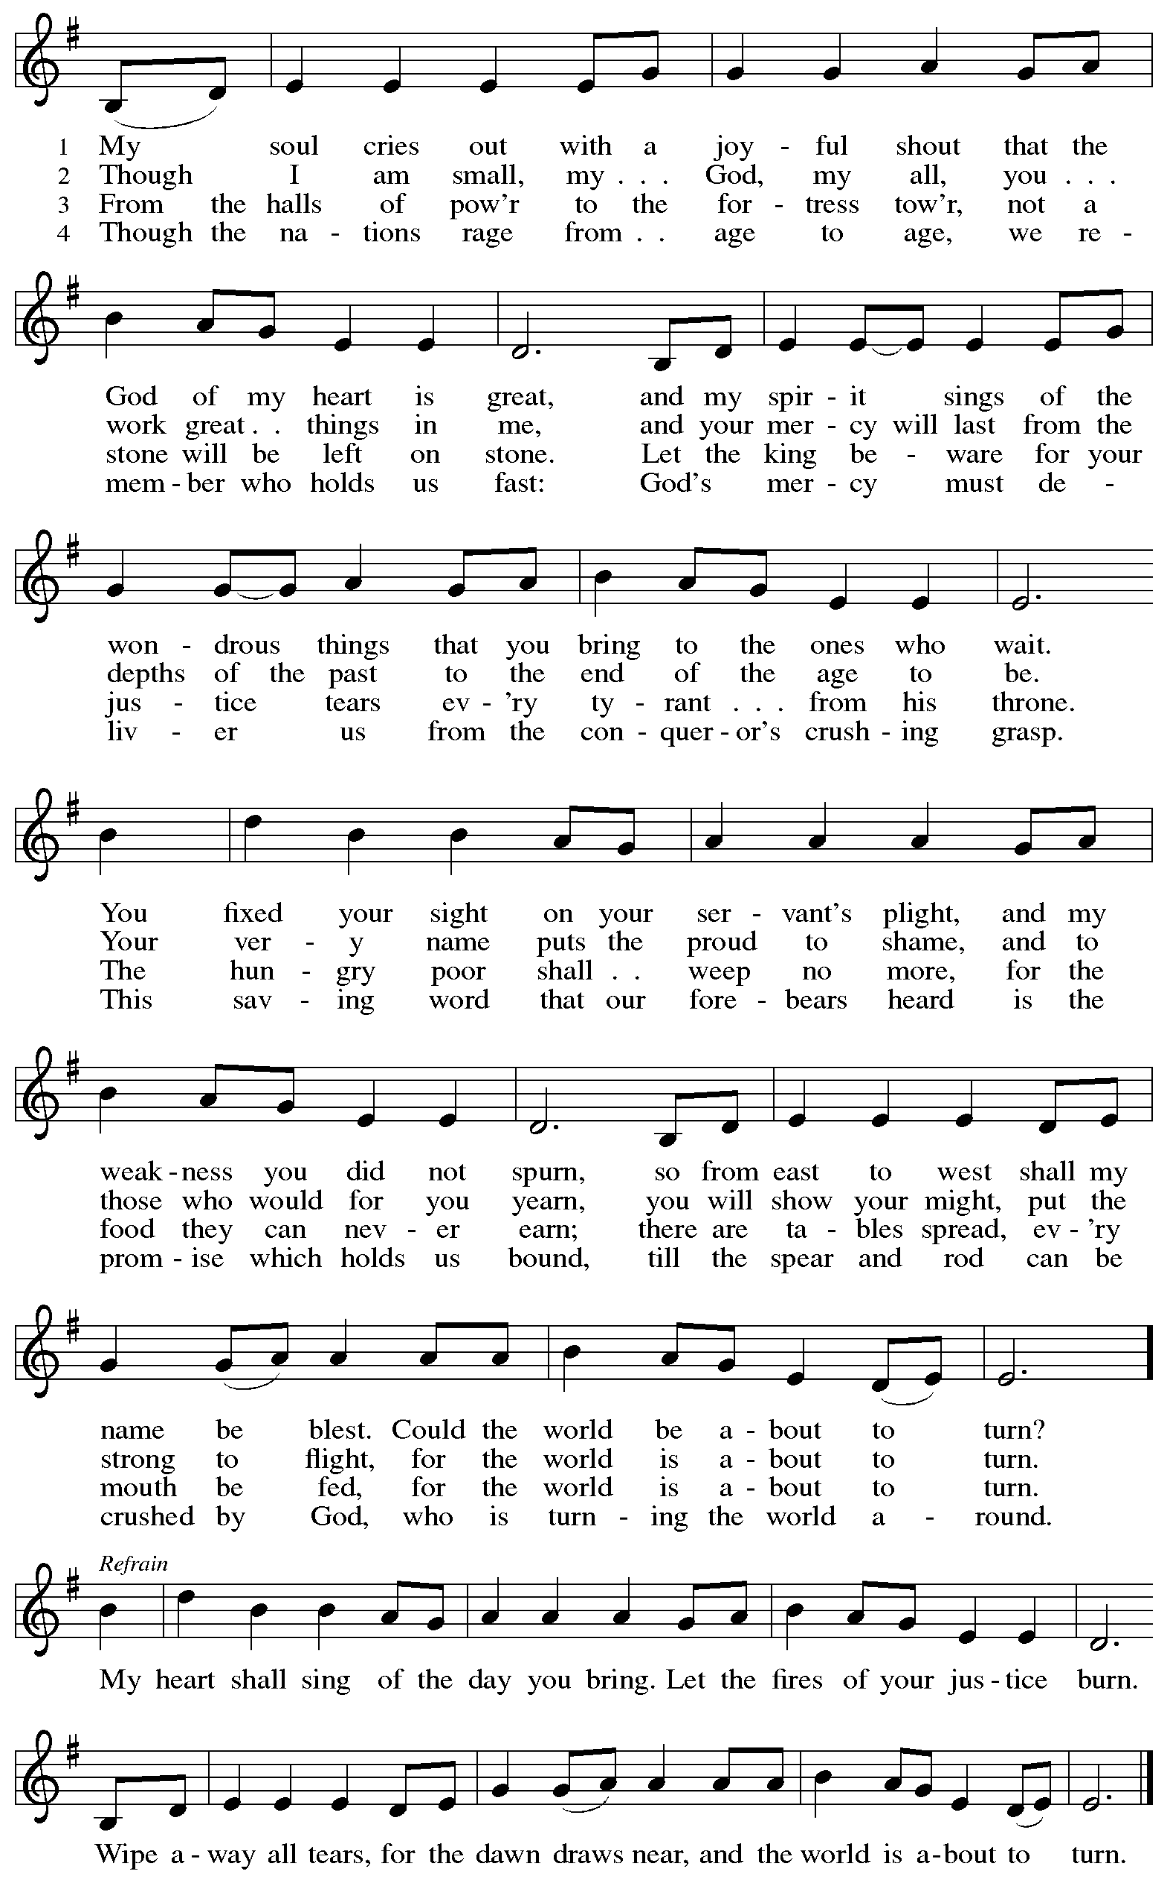 1 My soul cries out with a joy - ful shout that the
2 Though I am small, my . . . God, my all, you . . .
3 From the halls of pow'r to the for - tress tow'r, not a
4 Though the na - tions rage from . . age to age, we re -
God of my heart is great, and my spir - it sings of the
work great . . things in me, and your mer - cy will last from the
stone will be left on stone. Let the king be - ware for your
mem - ber who holds us fast: God's mer - cy must de -
won - drous things that you bring to the ones who wait.
depths of the past to the end of the age to be.
jus - tice tears ev - 'ry ty - rant . . . from his throne.
liv - er us from the con - quer - or's crush - ing grasp.
You fixed your sight on your ser - vant's plight, and my
Your ver - y name puts the proud to shame, and to
The hun - gry poor shall . . weep no more, for the
This sav - ing word that our fore - bears heard is the
weak - ness you did not spurn, so from east to west shall my
those who would for you yearn, you will show your might, put the
food they can nev - er earn; there are ta - bles spread, ev - 'ry
prom - ise which holds us bound, till the spear and rod can be
name be blest. Could the world be a - bout to turn?
strong to flight, for the world is a - bout to turn.
mouth be fed, for the world is a - bout to turn.
crushed by God, who is turn - ing the world a - round.
Refrain
My heart shall sing of the day you bring. Let the fires of your jus - tice burn.
Wipe a - way all tears, for the dawn draws near, and the world is a - bout to turn.